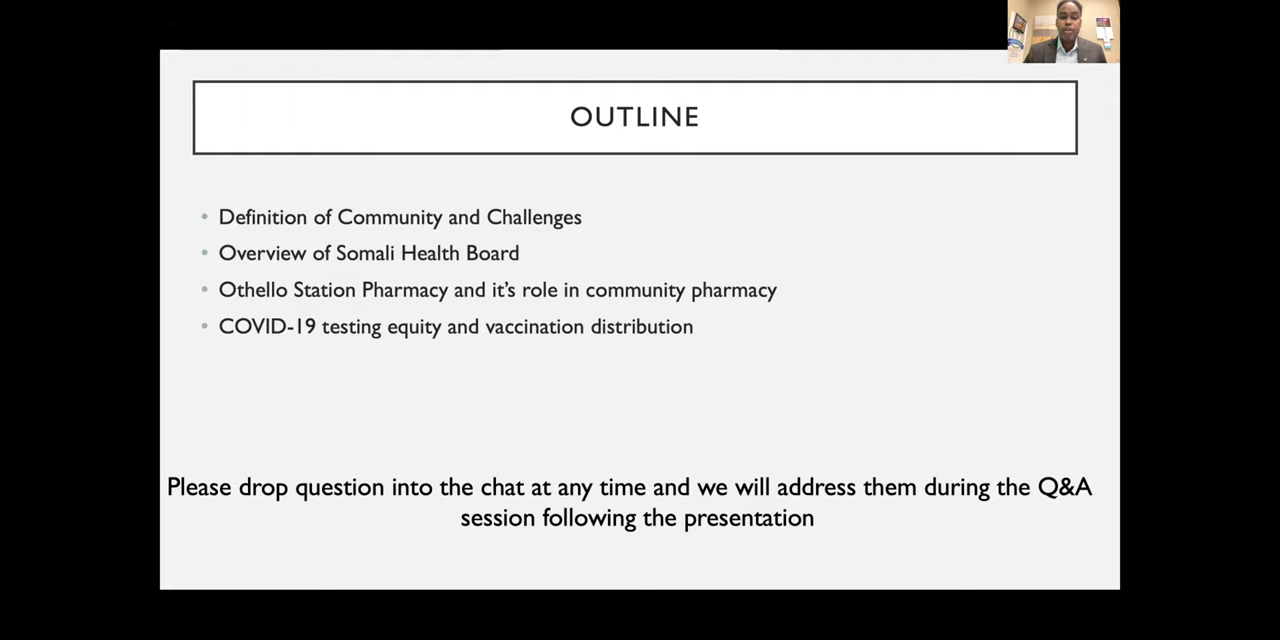 OUTLINE
• Definition of Community and Challenges
• Overview of Somali Health Board
• Othello Station Pharmacy and it's role in community pharmacy
• COVID-19 testing equity and vaccination distribution
Please drop question into the chat at any time and we will address them during the Q&A
session following the presentation